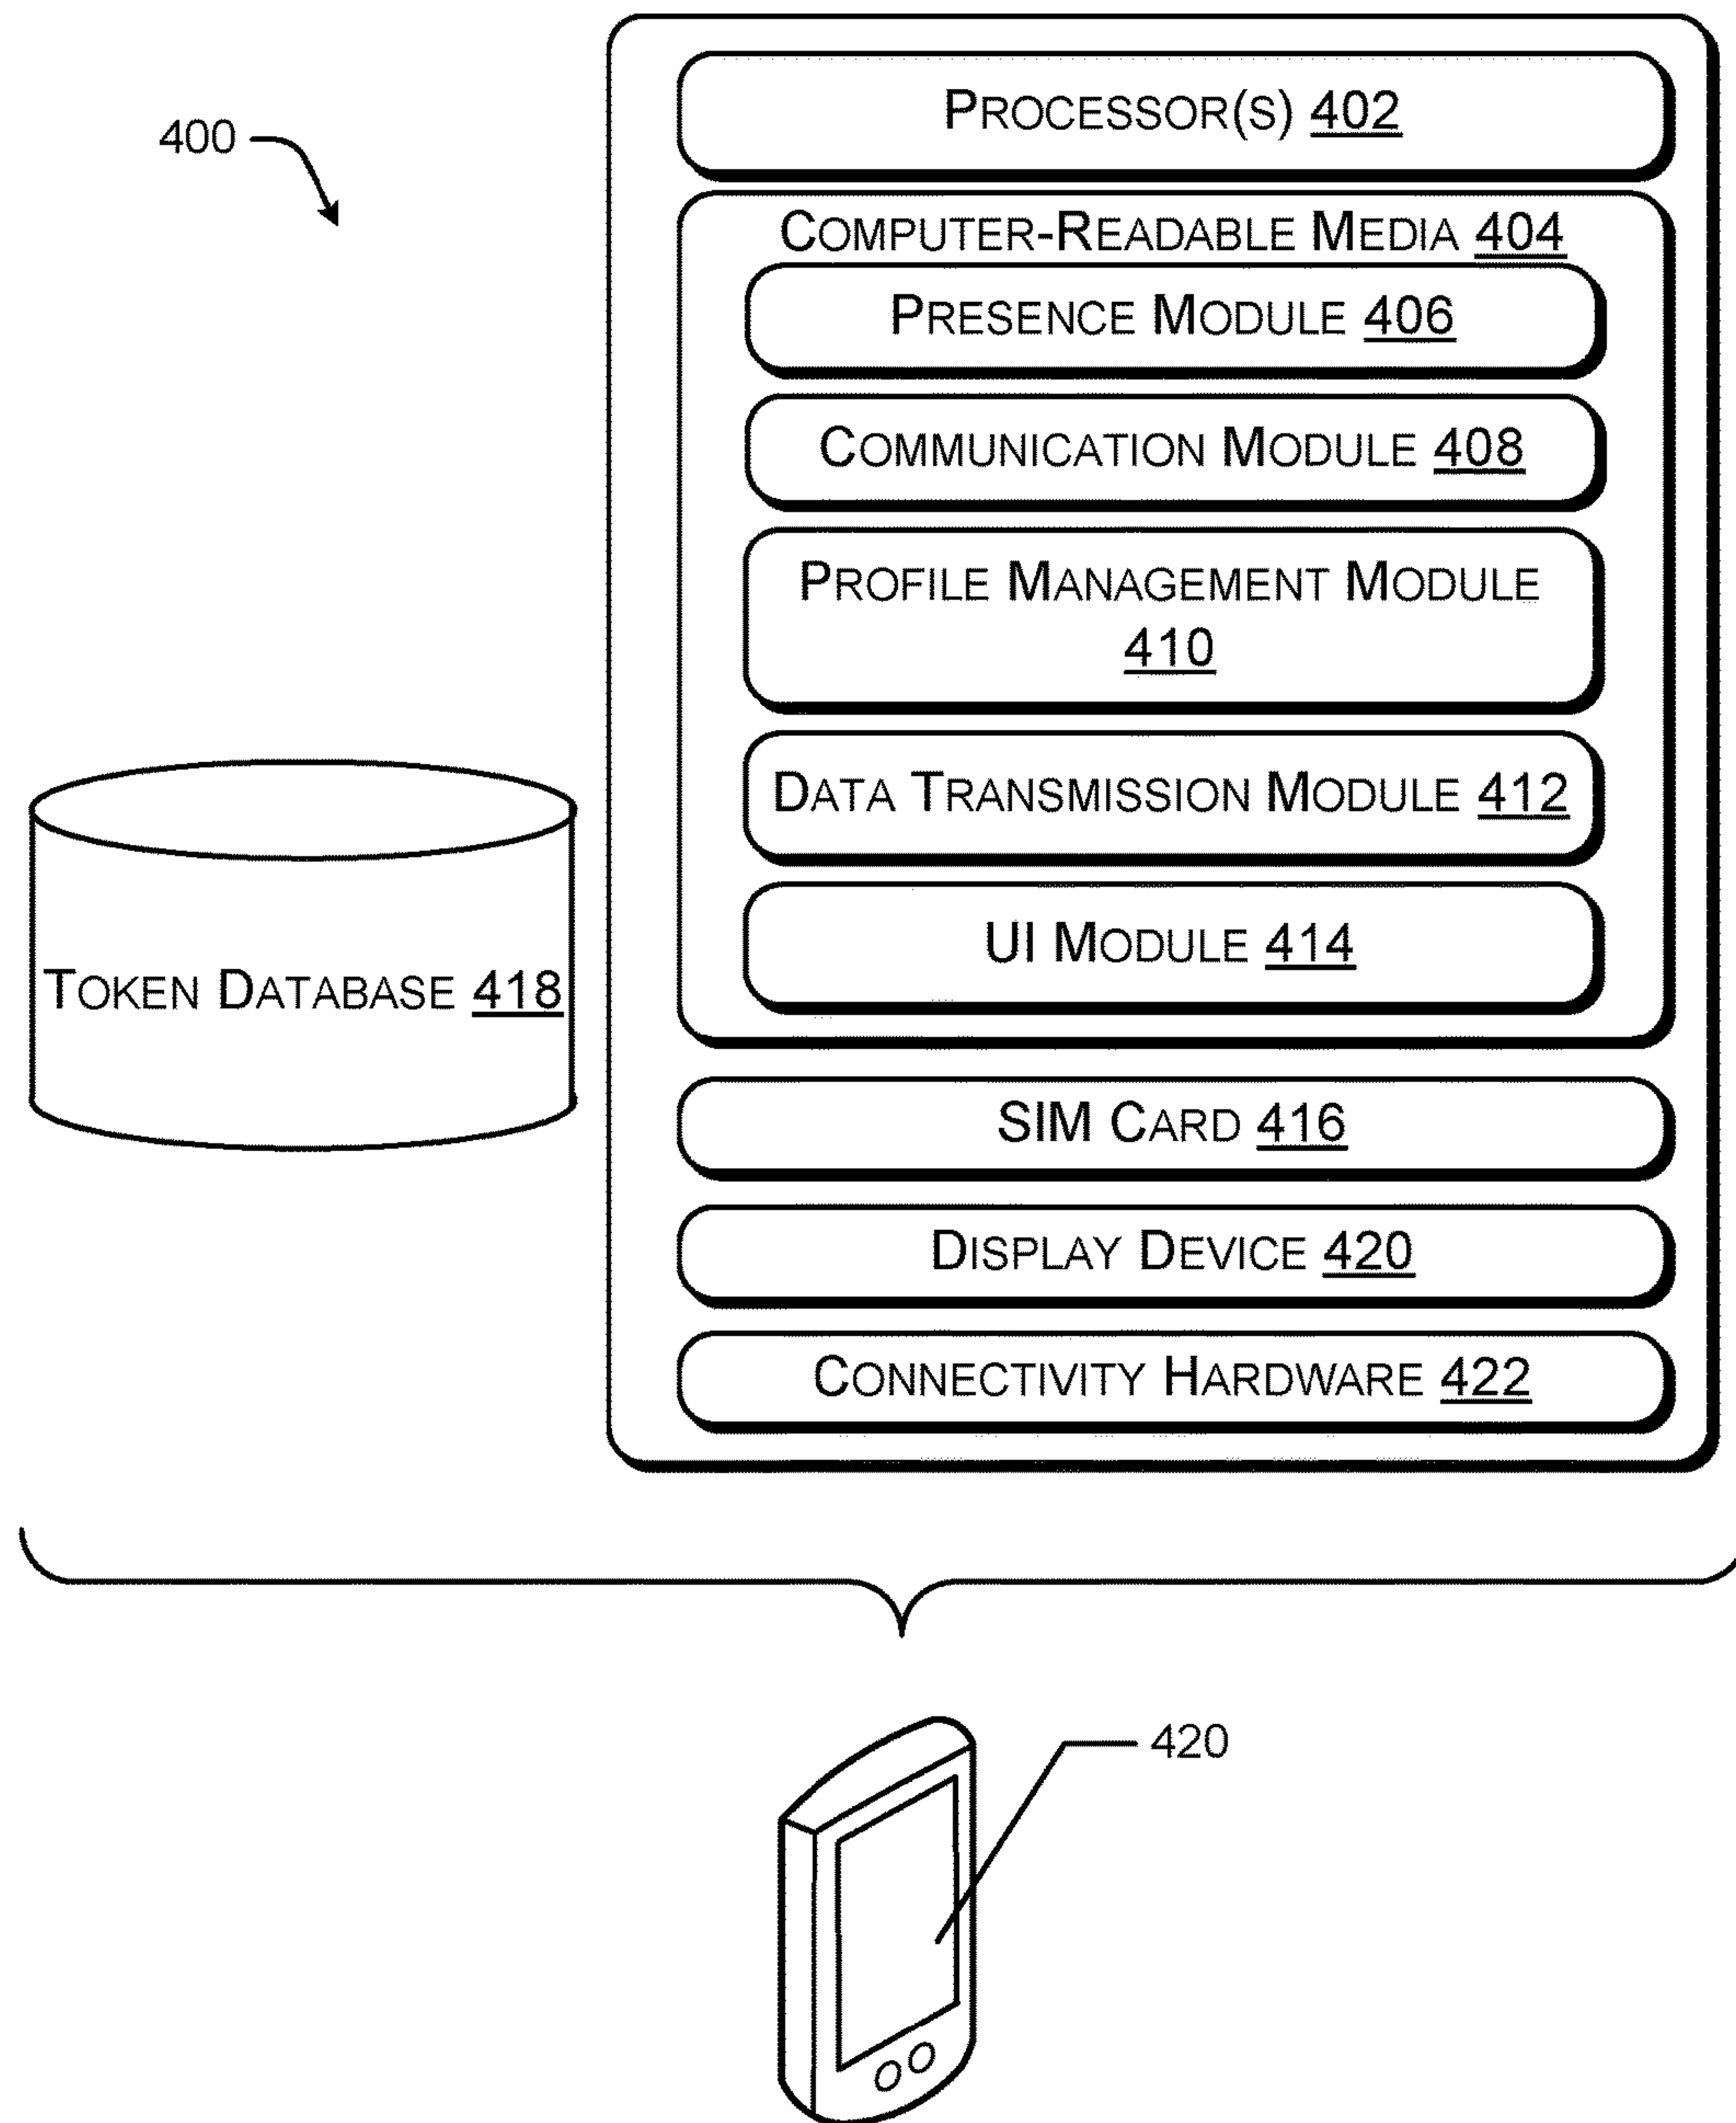 400
PROCESSOR(S) 402
COMPUTER-READABLE MEDIA 404
PRESENCE MODULE 406
COMMUNICATION MODULE 408
PROFILE MANAGEMENT MODULE
410
DATA TRANSMISSION MODULE 412
UI MODULE 414
TOKEN DATABASE 418
SIM CARD 416
DISPLAY DEVICE 420
CONNECTIVITY HARDWARE 422
420